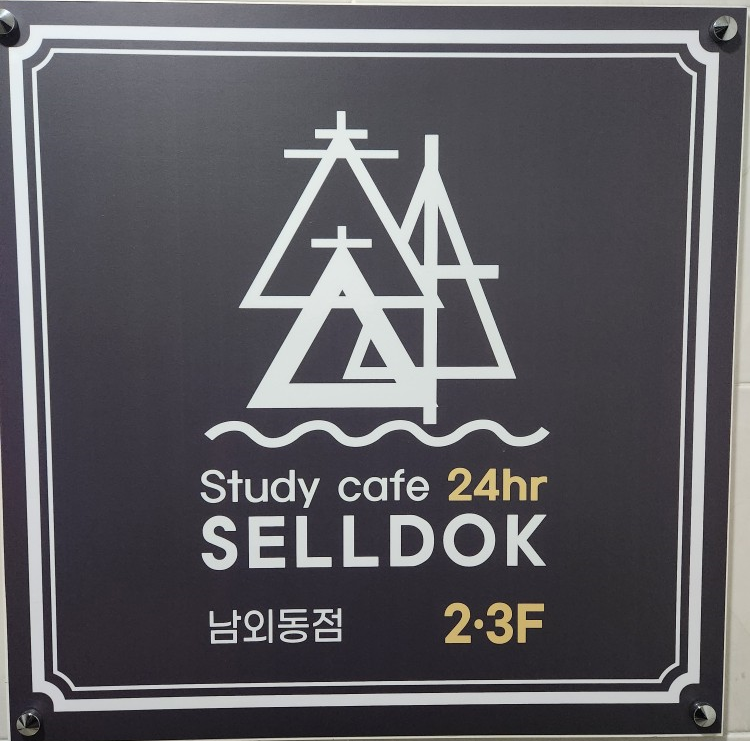 Study cafe 24hr
SELLDOK
남외동점 2·3F